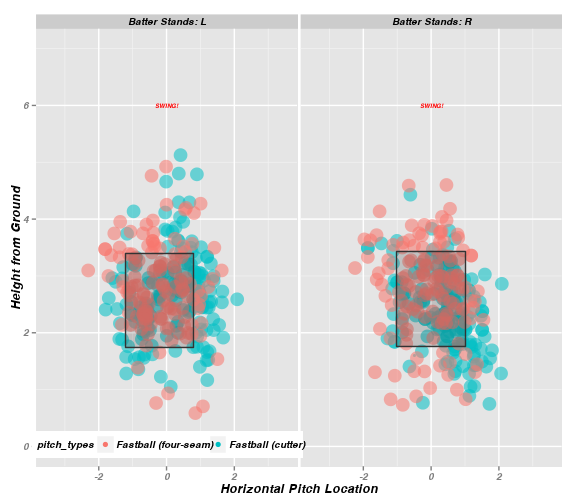 Batter Stands: L
Batter Stands: R
SWING!
SWING!
Height from Ground
6
4
2
0
pitch_types
Fastball (four-seam)
Fastball (cutter)
-2
0
2
-2
0
2
Horizontal Pitch Location